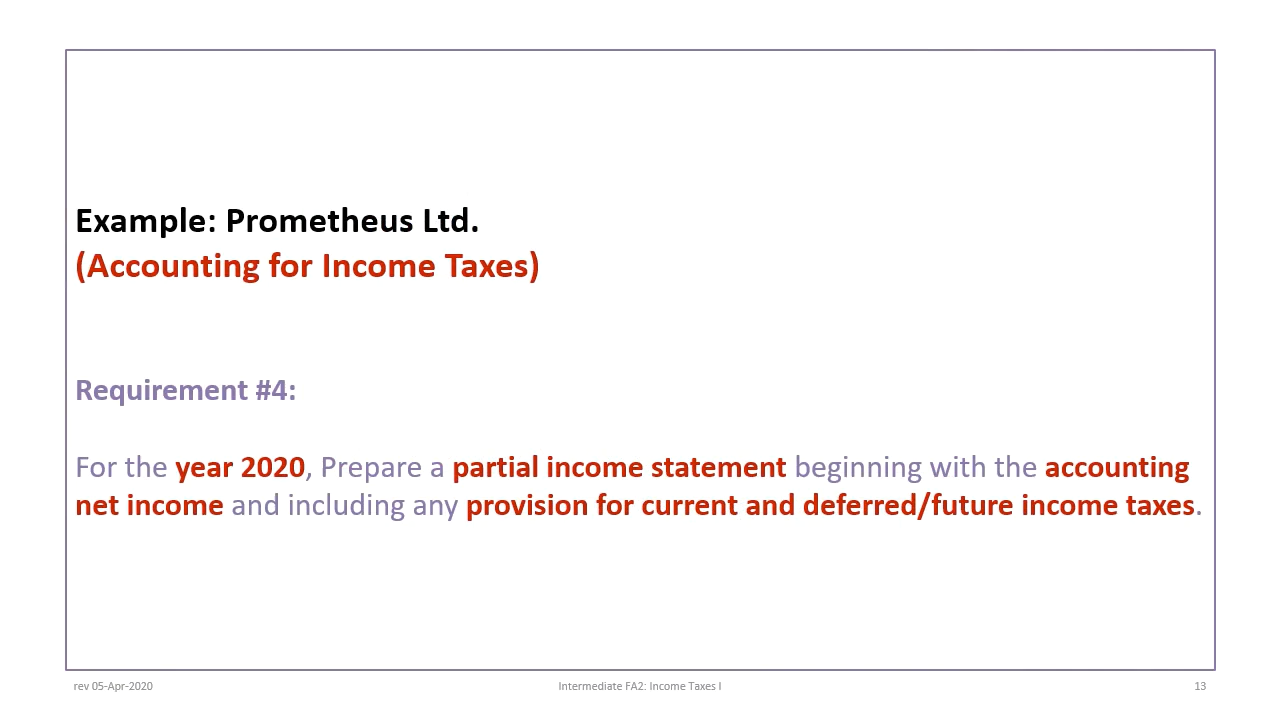 Example: Prometheus Ltd.
(Accounting for Income Taxes)
Requirement #4:
For the year 2020, Prepare a partial income statement beginning with the accounting
net income and including any provision for current and deferred/future income taxes.
rev 05-Apr-2020
Intermediate FA2: Income Taxes I
13